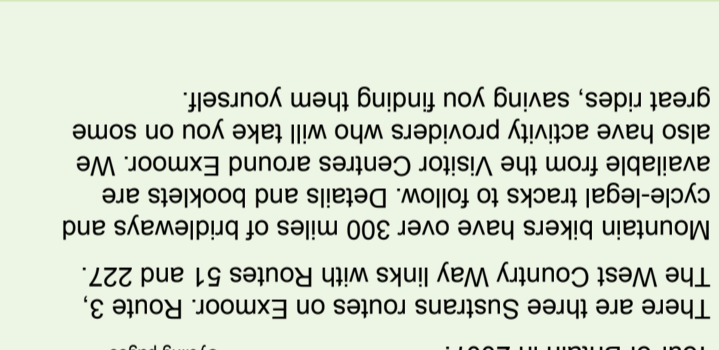 There are three Sustrans routes on Exmoor. Route 3,
The West Country Way links with Routes 51 and 227.
Mountain bikers have over 300 miles of bridleways and
cycle-legal tracks to follow. Details and booklets are
available from the Visitor Centres around Exmoor. We
also have activity providers who will take you on some
great rides, saving you finding them yourself.